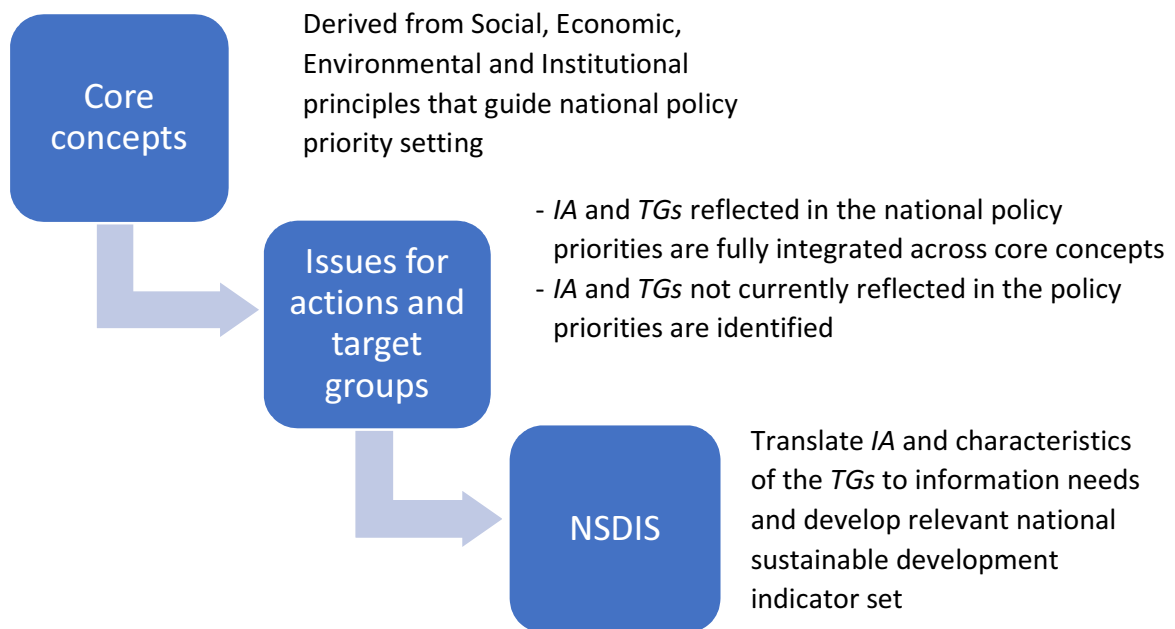 Core
concepts
Derived from Social, Economic,
Environmental and Institutional
principles that guide national policy
priority setting
Issues for
actions and
target
groups
- IA and TGs reflected in the national policy
priorities are fully integrated across core concepts
- IA and TGs not currently reflected in the policy
priorities are identified
NSDIS
Translate IA and characteristics
of the TGs to information needs
and develop relevant national
sustainable development
indicator set